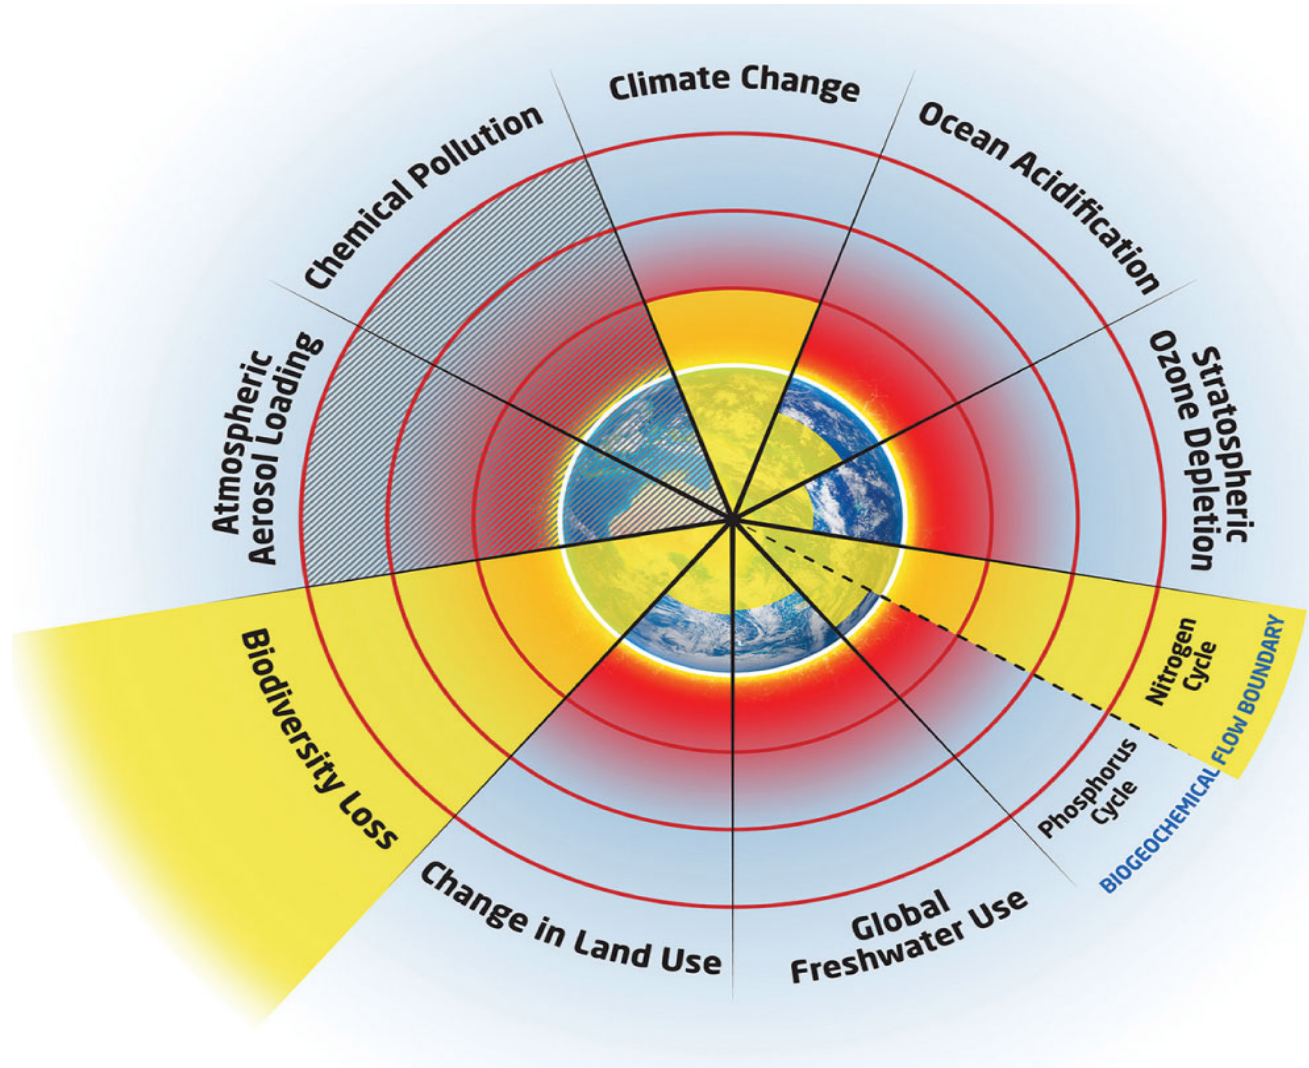 Climate Change
Ocean Acidification
Stratospheric
Ozone Depletion
Nitrogen
Cycle
Phosphorus
Cycle
BIOGEOCHEMICAL FLOW BOUNDARY
Global
Freshwater Use
Change in Land Use
Biodiversity Loss
Atmospheric
Aerosol Loading
Chemical Pollution